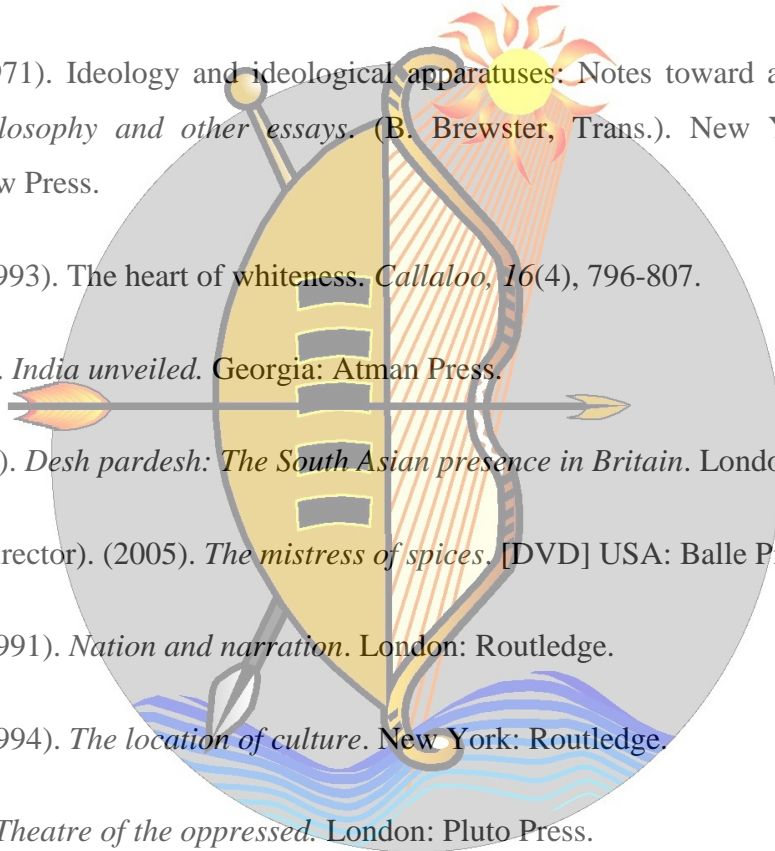 971). Ideology and ideological apparatuses: Notes toward a
losophy and other essays. (B. Brewster, Trans.). New Y
w Press.
993). The heart of whiteness. Callaloo, 16(4), 796-807.
. India unveiled. Georgia: Atman Press.
). Desh pardesh: The South Asian presence in Britain. Londo
rector). (2005). The mistress of spices. [DVD] USA: Balle P
991). Nation and narration. London: Routledge.
994). The location of culture. New York: Routledge.
Theatre of the oppressed. London: Pluto Press.